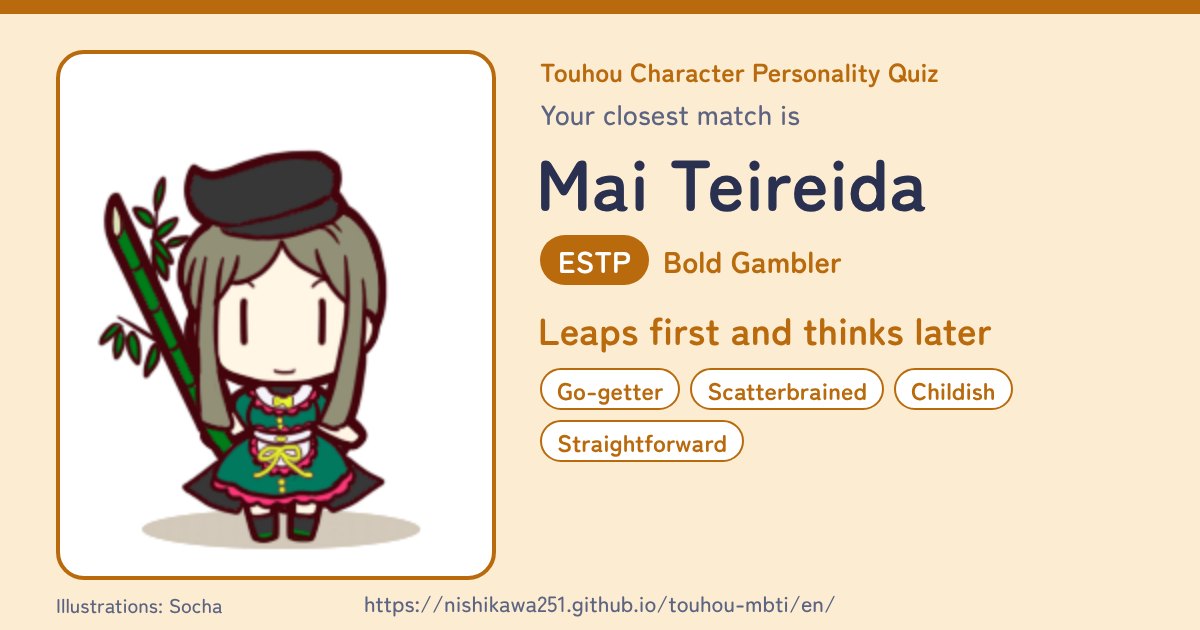 Touhou Character Personality Quiz
Your closest match is
Mai Teireida
ESTP Bold Gambler
Leaps first and thinks later
Go-getter Scatterbrained Childish
Straightforward
Illustrations: Socha https://nishikawa251.github.io/touhou-mbti/en/